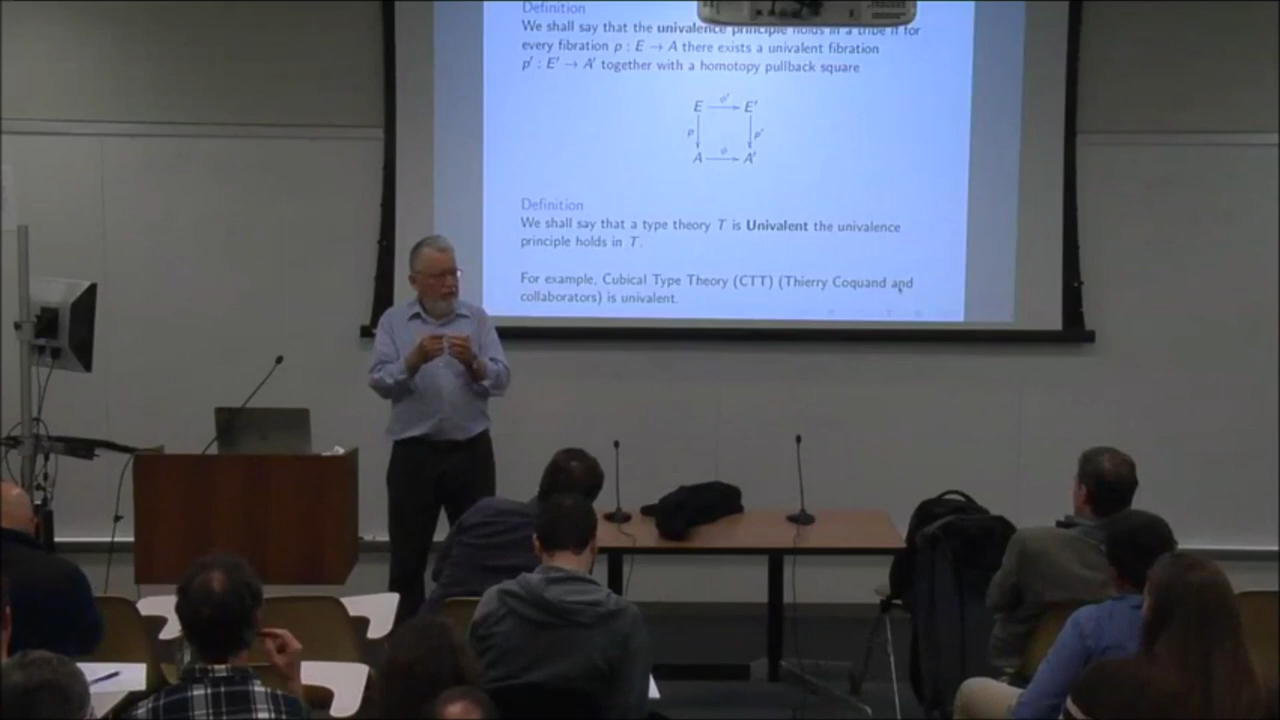 Definition
We shall say that the univalence principle holds in a tribe if for
every fibration p : E → A there exists a univalent fibration
p′ : E′ → A′ together with a homotopy pullback square
E φ′ E′
p p′
A φ A′
Definition
We shall say that a type theory T is Univalent the univalence
principle holds in T.
For example, Cubical Type Theory (CTT) (Thierry Coquand and
collaborators) is univalent.